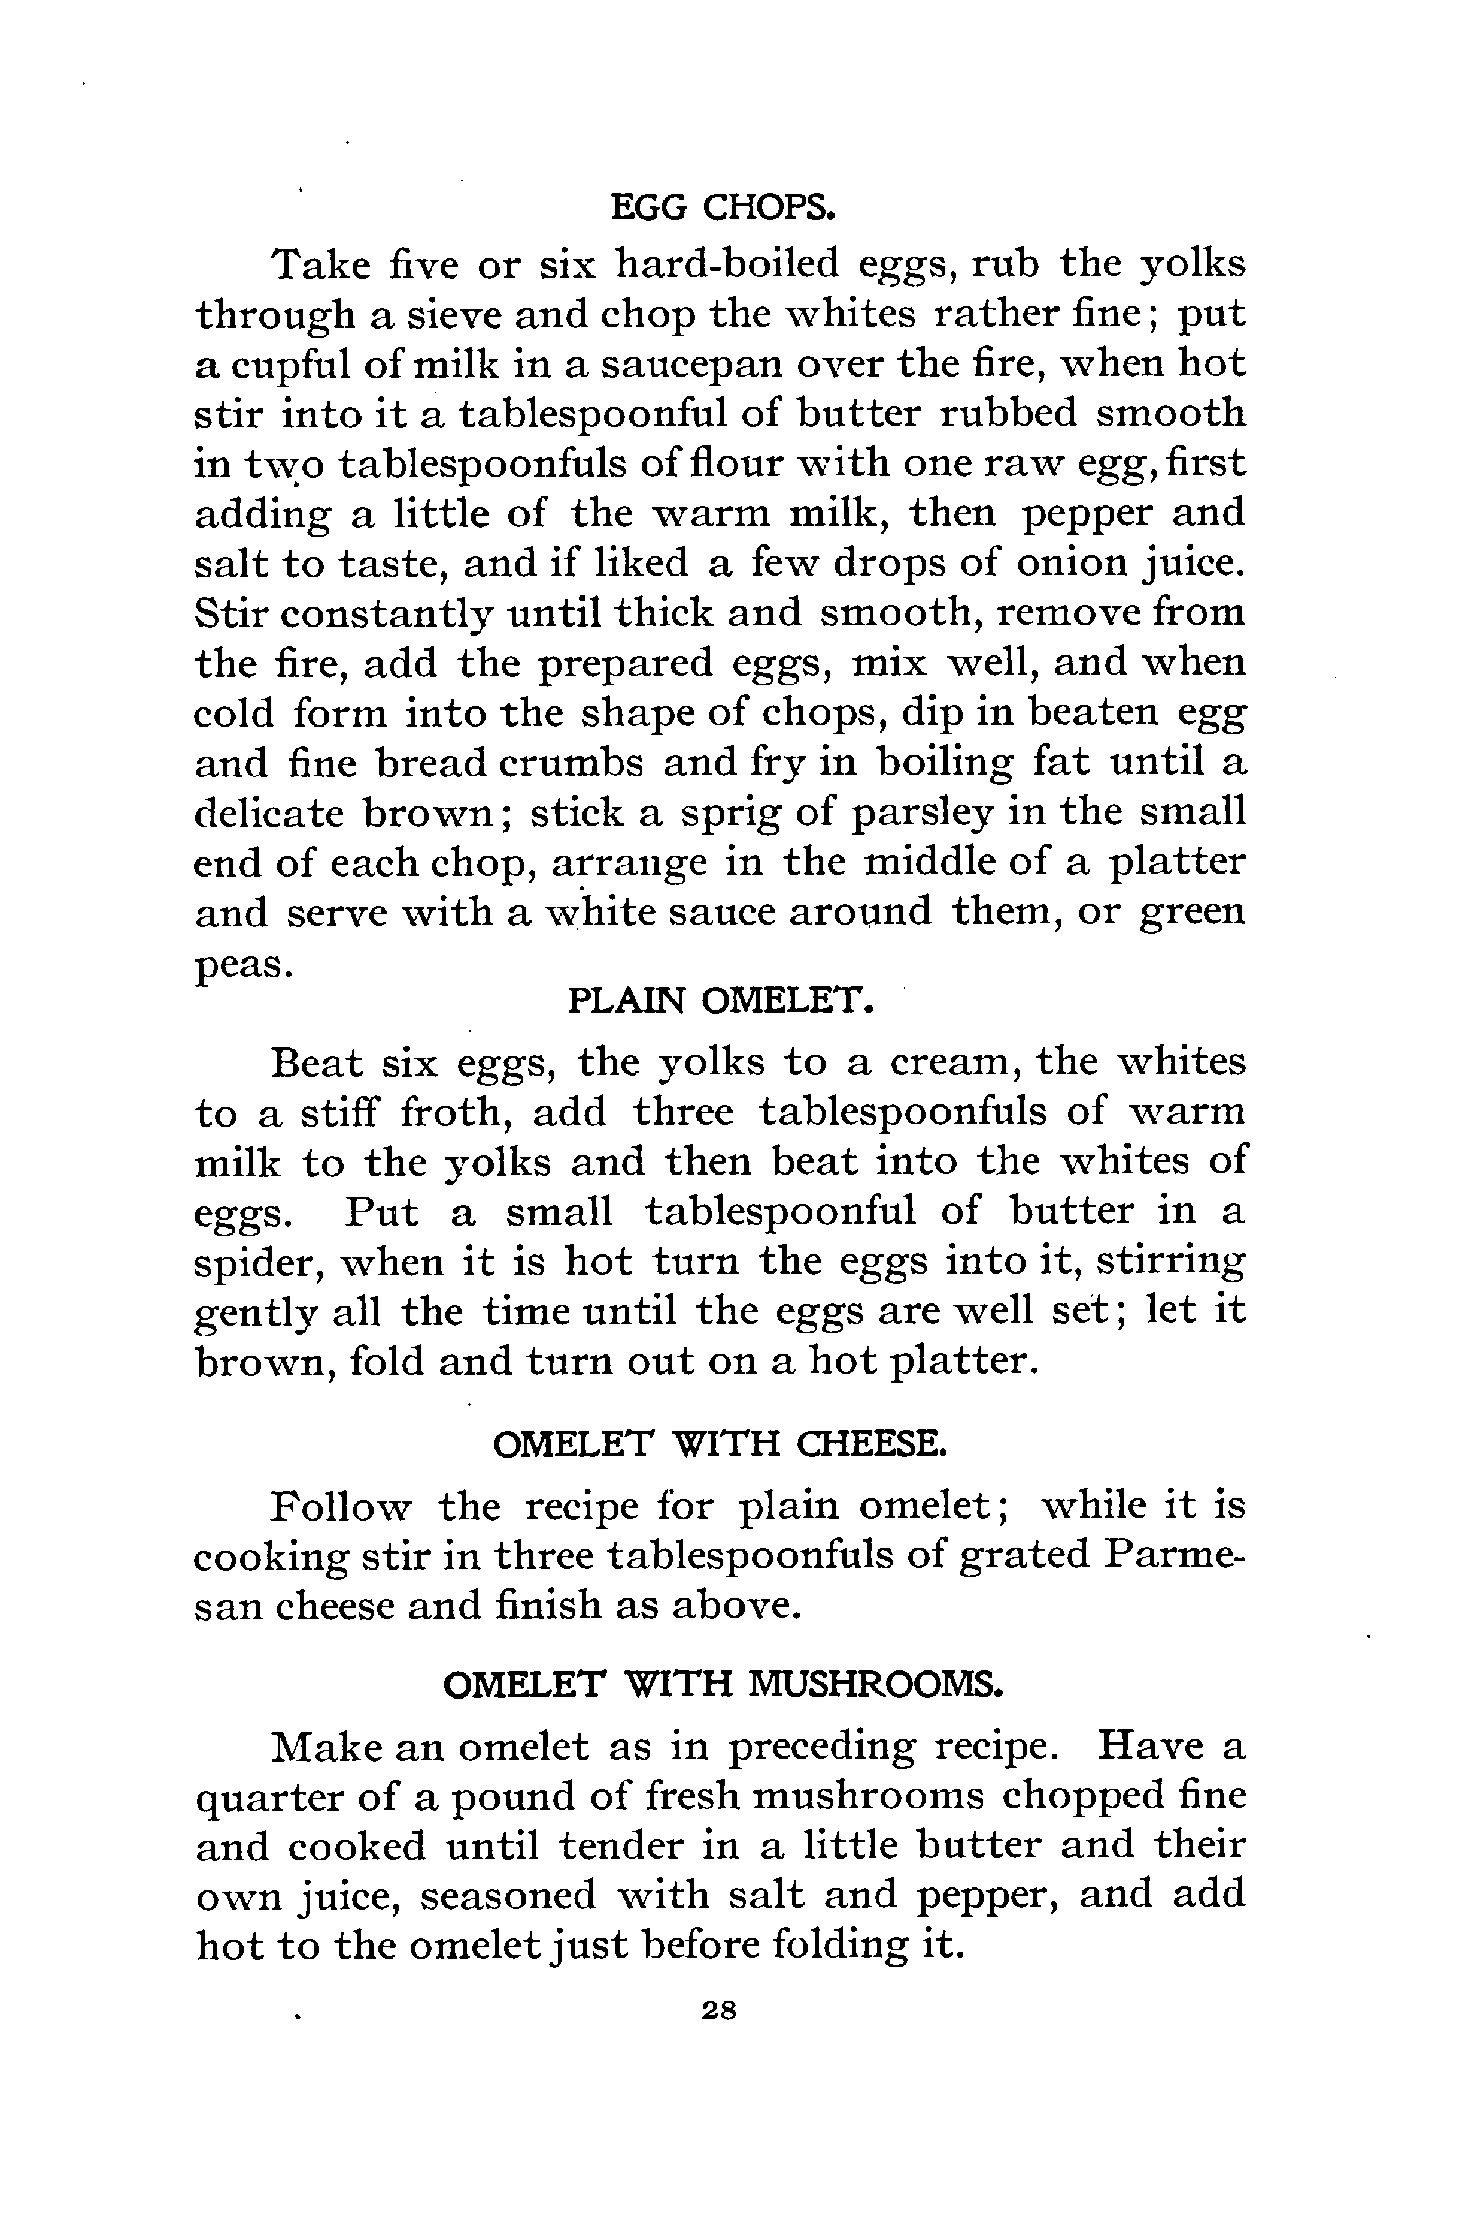 EGG CHOPS.
Take five or six hard-boiled eggs, rub the yolks
through a sieve and chop the whites rather fine; put
a cupful of milk in a saucepan over the fire, when hot
stir into it a tablespoonful of butter rubbed smooth
in two tablespoonfuls of flour with one raw egg, first
adding a little of the warm milk, then pepper and
salt to taste, and if liked a few drops of onion juice.
Stir constantly until thick and smooth, remove from
the fire, add the prepared eggs, mix well, and when
cold form into the shape of chops, dip in beaten egg
and fine bread crumbs and fry in boiling fat until a
delicate brown; stick a sprig of parsley in the small
end of each chop, arrange in the middle of a platter
and serve with a white sauce around them, or green
peas.
PLAIN OMELET.
Beat six eggs, the yolks to a cream, the whites
to a stiff froth, add three tablespoonfuls of warm
milk to the yolks and then beat into the whites of
eggs. Put a small tablespoonful of butter in a
spider, when it is hot turn the eggs into it, stirring
gently all the time until the eggs are well set; let it
brown, fold and turn out on a hot platter.
OMELET WITH CHEESE.
Follow the recipe for plain omelet; while it is
cooking stir in three tablespoonfuls of grated Parme-
san cheese and finish as above.
OMELET WITH MUSHROOMS.
Make an omelet as in preceding recipe. Have a
quarter of a pound of fresh mushrooms chopped fine
and cooked until tender in a little butter and their
own juice, seasoned with salt and pepper, and add
hot to the omelet just before folding it.
28